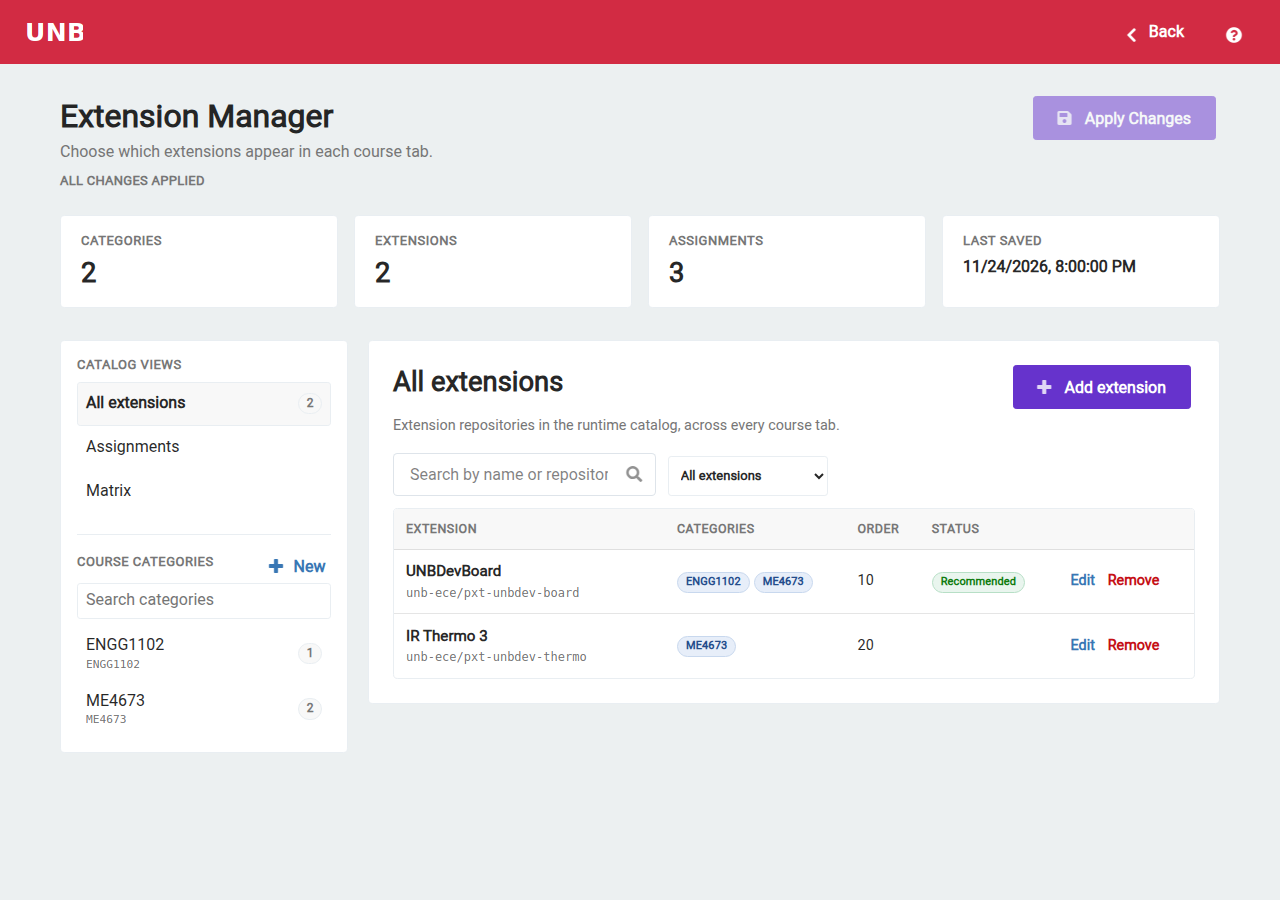 UNB
Back
Extension Manager
Apply Changes
Choose which extensions appear in each course tab.
ALL CHANGES APPLIED
CATEGORIES
2
EXTENSIONS
2
ASSIGNMENTS
3
LAST SAVED
11/24/2026, 8:00:00 PM
CATALOG VIEWS
All extensions 2
Assignments
Matrix
COURSE CATEGORIES
New
Search categories
ENGG1102
ENGG1102
1
ME4673
ME4673
2
All extensions
Add extension
Extension repositories in the runtime catalog, across every course tab.
Search by name or repositor
All extensions
EXTENSION CATEGORIES ORDER STATUS
UNBDevBoard
unb-ece/pxt-unbdev-board
ENGG1102 ME4673 10 Recommended Edit Remove
IR Thermo 3
unb-ece/pxt-unbdev-thermo
ME4673 20 Edit Remove